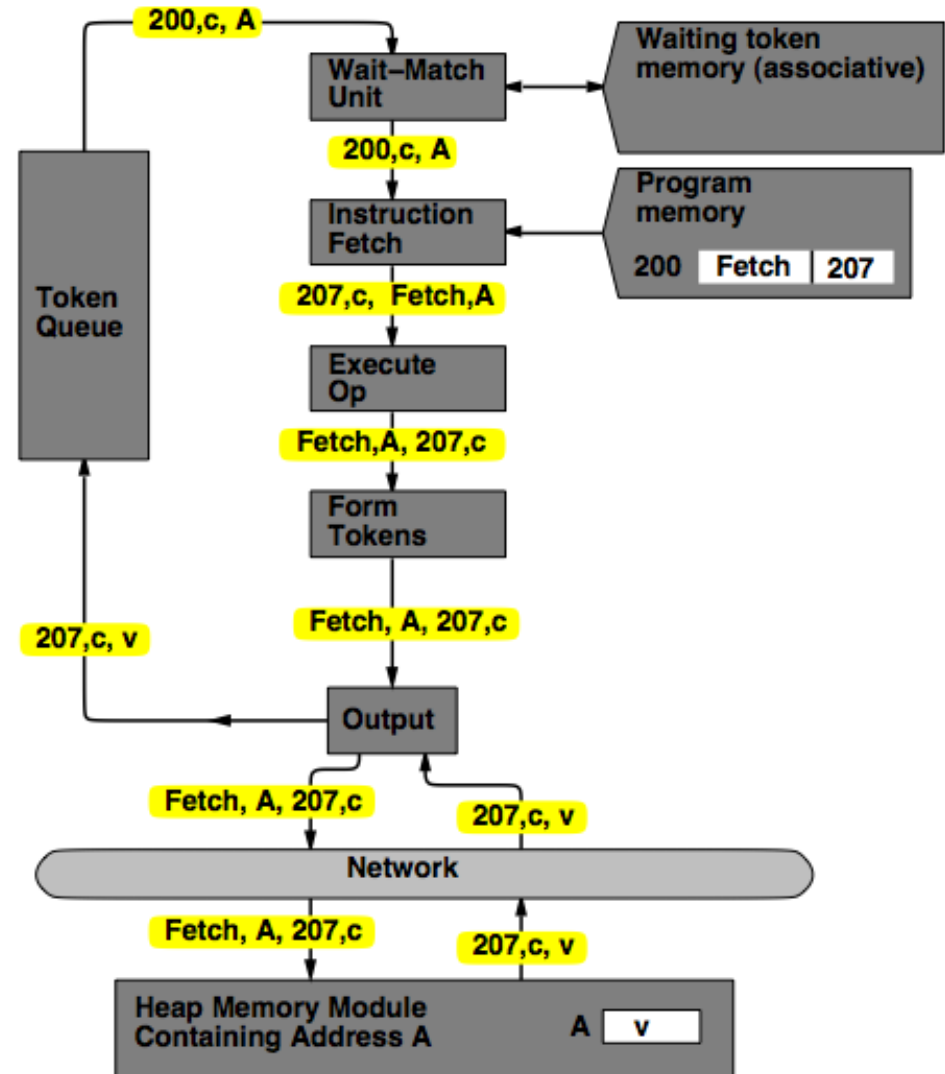 200,c, A
Wait–Match
Unit
Waiting token
memory (associative)
200,c, A
Instruction
Fetch
Program
memory
200 Fetch 207
Token
Queue
207,c, Fetch,A
Execute
Op
Fetch,A, 207,c
Form
Tokens
Fetch, A, 207,c
207,c, v
Output
Fetch, A, 207,c
207,c, v
Network
Fetch, A, 207,c
207,c, v
Heap Memory Module
Containing Address A
A v